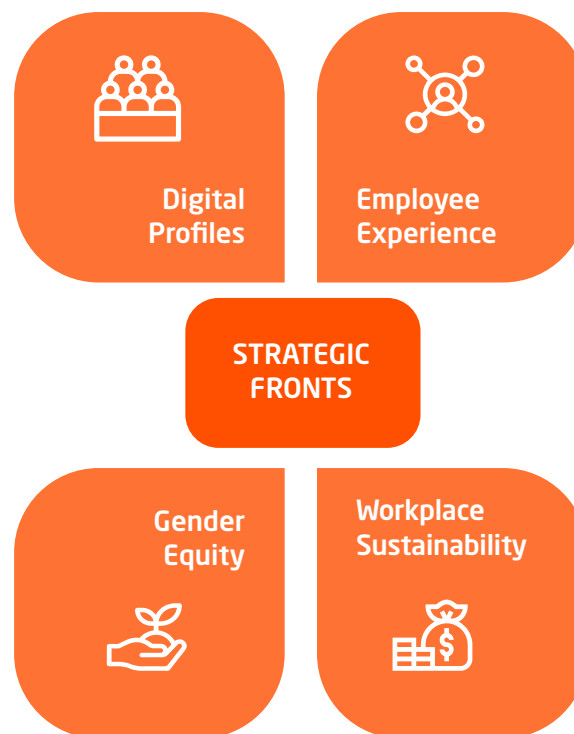 Digital
Profiles
Employee
Experience
STRATEGIC
FRONTS
Gender
Equity
Workplace
Sustainability
$